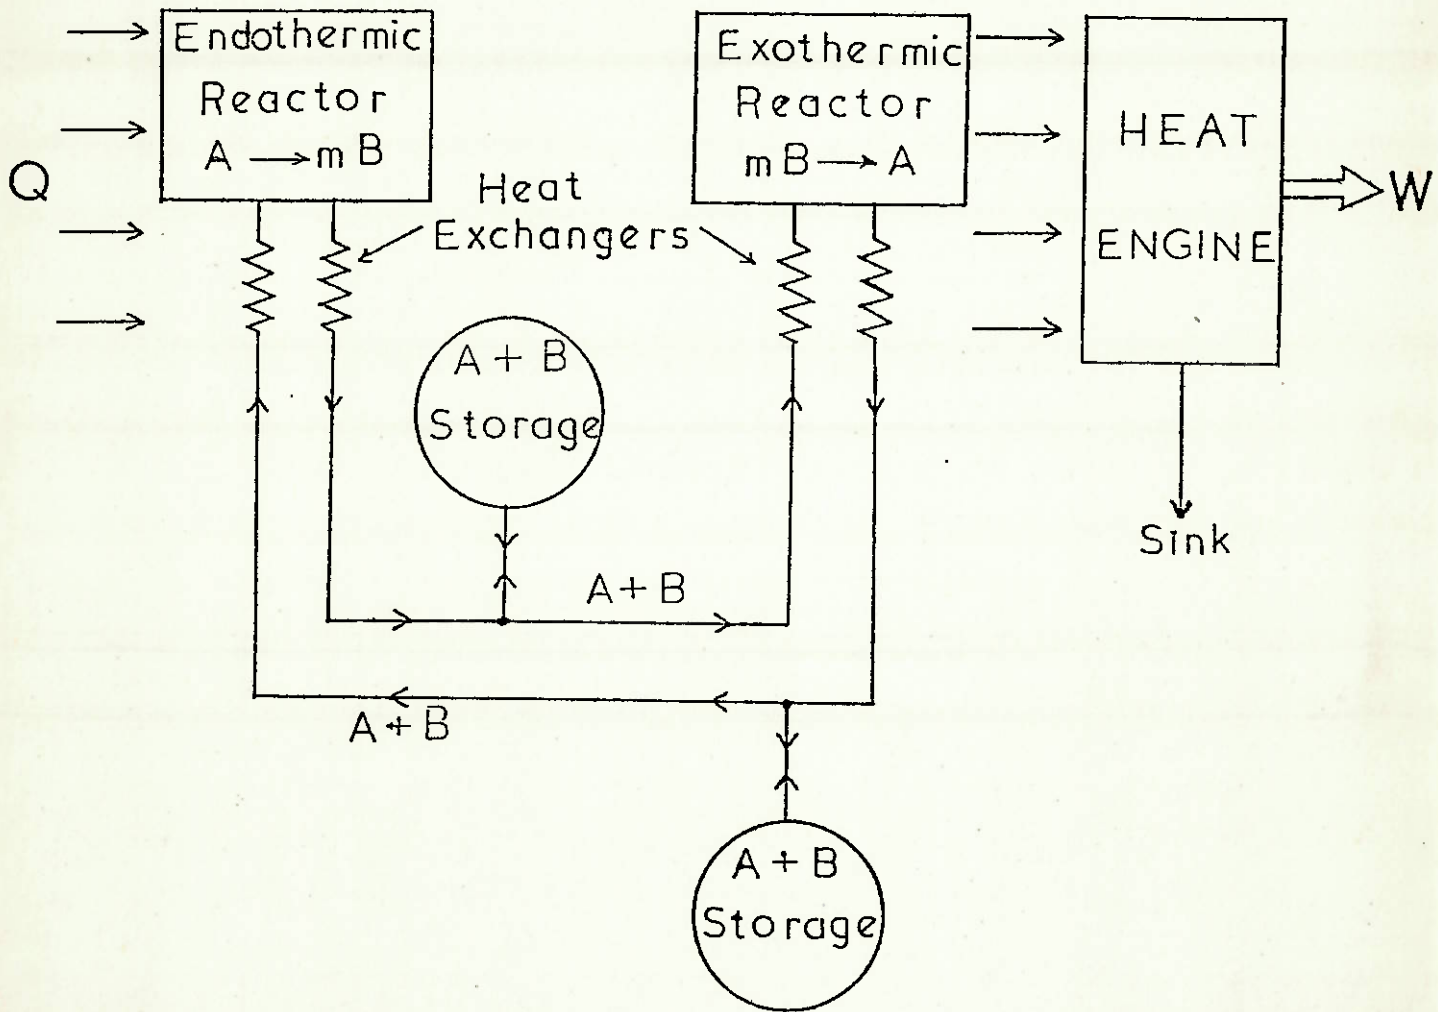 Endothermic
Reactor
A → m B
Exothermic
Reactor
m B → A
HEAT
ENGINE
Q
W
Heat
Exchangers
A + B
Storage
Sink
A + B
A + B
A + B
Storage